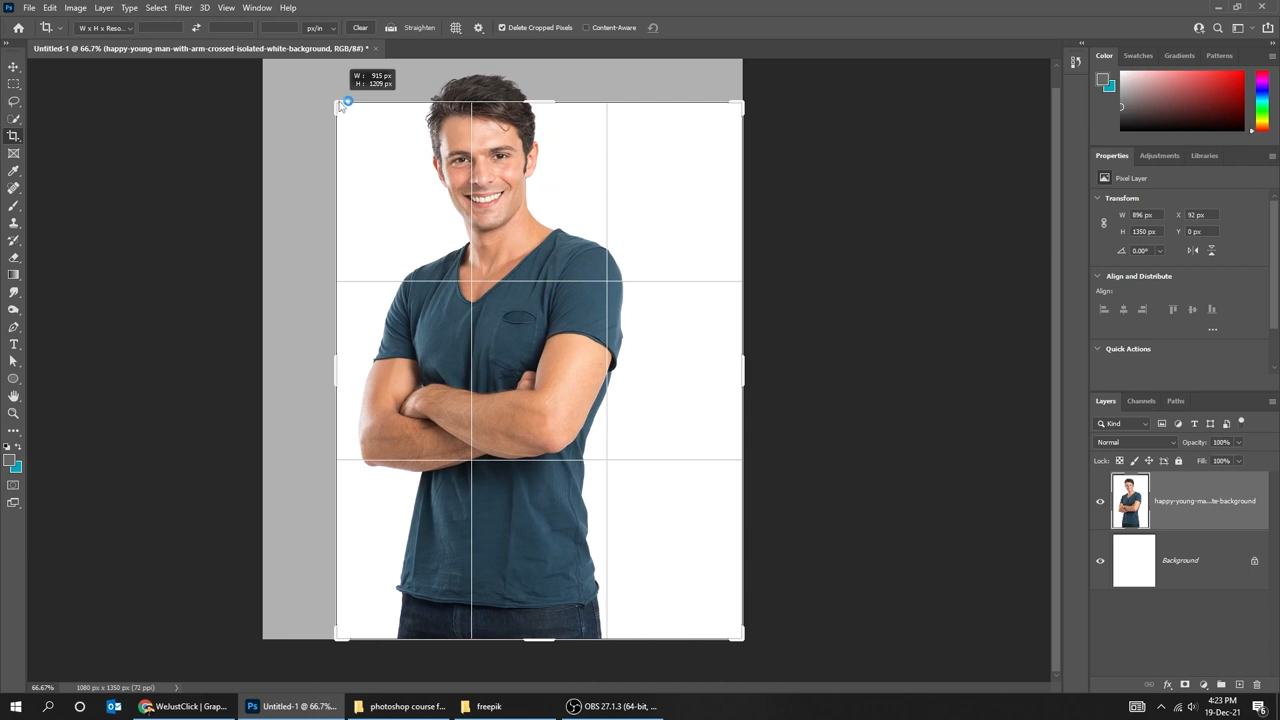 Ps File Edit Image Layer Type Select Filter 3D View Window Help
W x H x Reso... px/in Clear Straighten Delete Cropped Pixels Content-Aware
Untitled-1 @ 66.7% (happy-young-man-with-arm-crossed-isolated-white-background, RGB/8#) * ×
W : 915 px
H : 1209 px
Color Swatches Gradients Patterns
Properties Adjustments Libraries
Pixel Layer
Transform
W 896 px X 92 px
H 1350 px Y 0 px
0.00°
Align and Distribute
Align:
Quick Actions
Layers Channels Paths
Kind
Normal Opacity: 100%
Lock: Fill: 100%
happy-young-ma...te-background
Background
66.67% 1080 px x 1350 px (72 ppi)
WeJustClick | Grap... Untitled-1 @ 66.7%... photoshop course f... freepik OBS 27.1.3 (64-bit, ...
4:23 PM
19-Dec-21